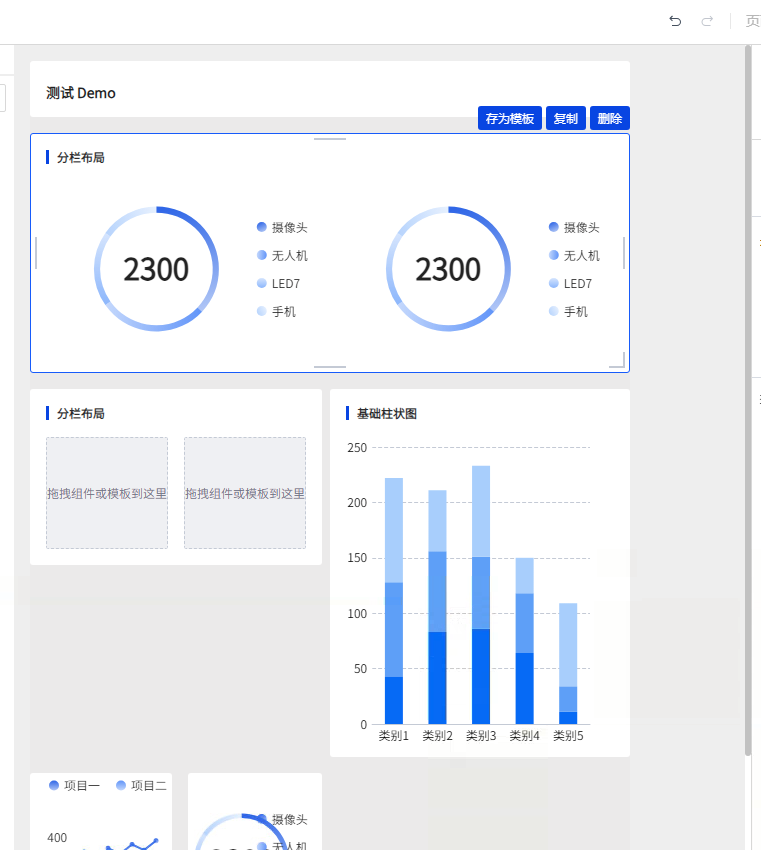 页
测试 Demo
存为模板 复制 删除
分栏布局
2300
摄像头
无人机
LED7
手机
2300
摄像头
无人机
LED7
手机
分栏布局
拖拽组件或模板到这里 拖拽组件或模板到这里
基础柱状图
250
200
150
100
50
0
类别1 类别2 类别3 类别4 类别5
项目一 项目二
400
摄像头
无人机